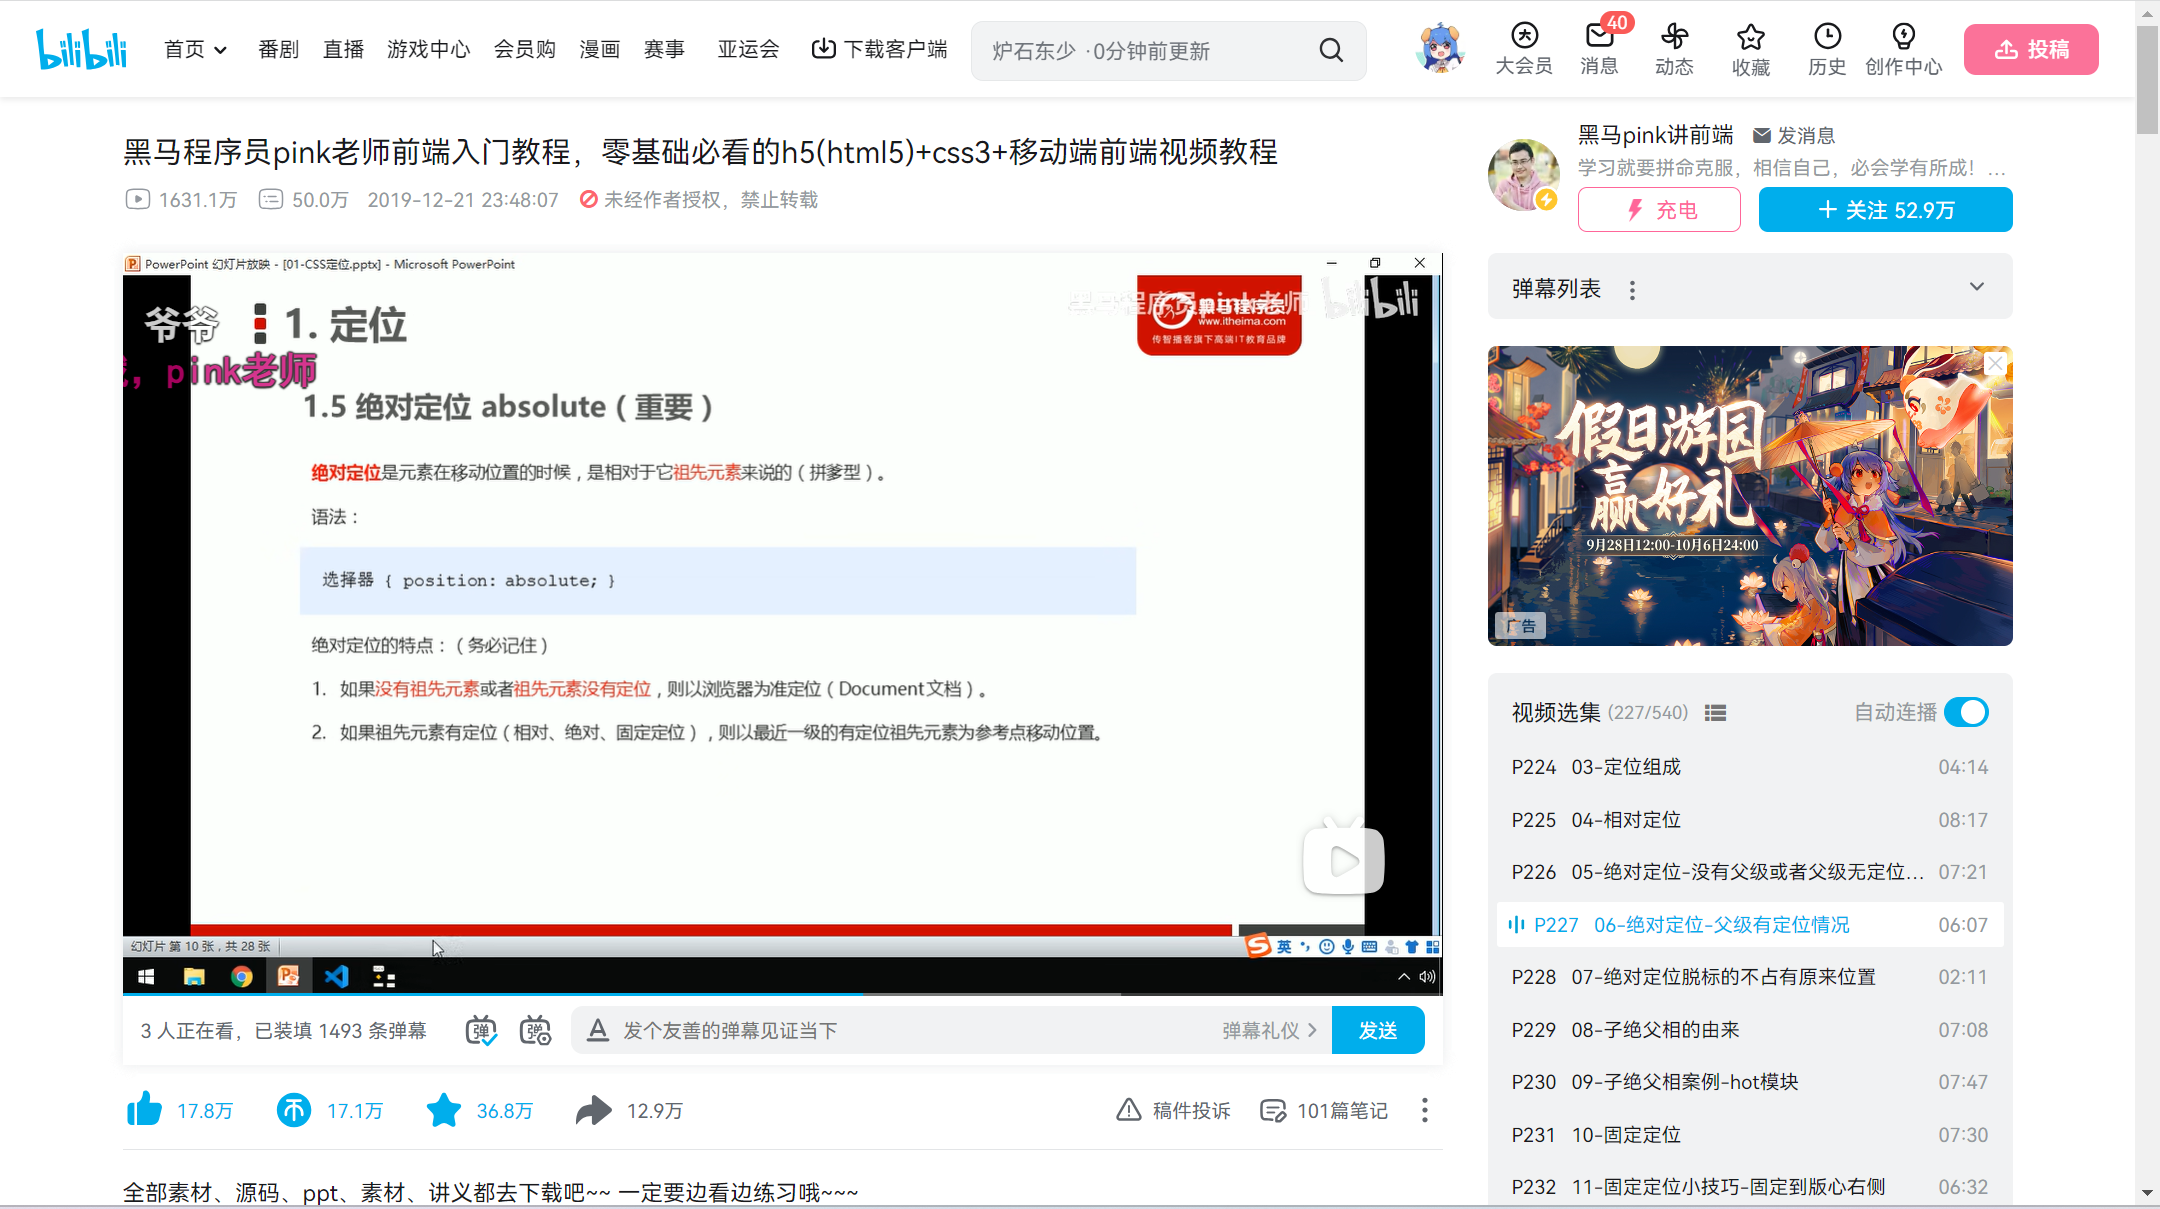 bilibili
首页
番剧
直播
游戏中心
会员购
漫画
赛事
亚运会
下载客户端
炉石东少 ·0分钟前更新
大会员
40
消息
动态
收藏
历史
创作中心
投稿
黑马程序员pink老师前端入门教程，零基础必看的h5(html5)+css3+移动端前端视频教程
1631.1万
50.0万
2019-12-21 23:48:07
未经作者授权，禁止转载
PowerPoint 幻灯片放映 - [01-CSS定位.pptx] - Microsoft PowerPoint
爷爷
1. 定位
，pink老师
黑马程序员pink老师
bilibili
黑马程序员
www.itheima.com
传智播客旗下高端IT教育品牌
1.5 绝对定位 absolute（重要）
绝对定位是元素在移动位置的时候，是相对于它祖先元素来说的（拼爹型）。
语法：
选择器 { position: absolute; }
绝对定位的特点：（务必记住）
1. 如果没有祖先元素或者祖先元素没有定位，则以浏览器为准定位（Document文档）。
2. 如果祖先元素有定位（相对、绝对、固定定位），则以最近一级的有定位祖先元素为参考点移动位置。
幻灯片 第 10 张，共 28 张
英
3 人正在看，已装填 1493 条弹幕
发个友善的弹幕见证当下
弹幕礼仪
发送
17.8万
17.1万
36.8万
12.9万
稿件投诉
101篇笔记
全部素材、源码、ppt、素材、讲义都去下载吧~~ 一定要边看边练习哦~~~
黑马pink讲前端
发消息
学习就要拼命克服，相信自己，必会学有所成！...
充电
+ 关注 52.9万
弹幕列表
假日游园
赢好礼
9月28日12:00-10月6日24:00
广告
视频选集 (227/540)
自动连播
P224 03-定位组成 04:14
P225 04-相对定位 08:17
P226 05-绝对定位-没有父级或者父级无定位... 07:21
P227 06-绝对定位-父级有定位情况 06:07
P228 07-绝对定位脱标的不占有原来位置 02:11
P229 08-子绝父相的由来 07:08
P230 09-子绝父相案例-hot模块 07:47
P231 10-固定定位 07:30
P232 11-固定定位小技巧-固定到版心右侧 06:32